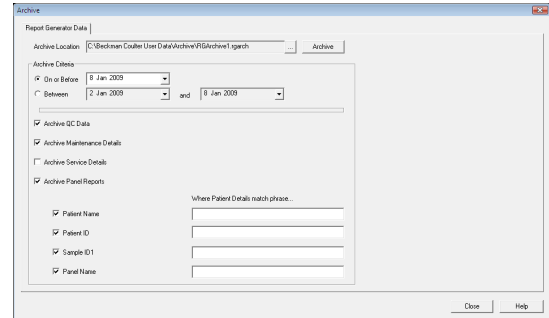 Archive
Report Generator Data
Archive Location C:\Beckman Coulter User Data\Archive\RGArchive1.rgarch ... Archive
Archive Criteria
On or Before 8 Jan 2009
Between 2 Jan 2009 and 8 Jan 2009
Archive QC Data
Archive Maintenance Details
Archive Service Details
Archive Panel Reports
Where Patient Details match phrase...
Patient Name
Patient ID
Sample ID1
Panel Name
Close Help